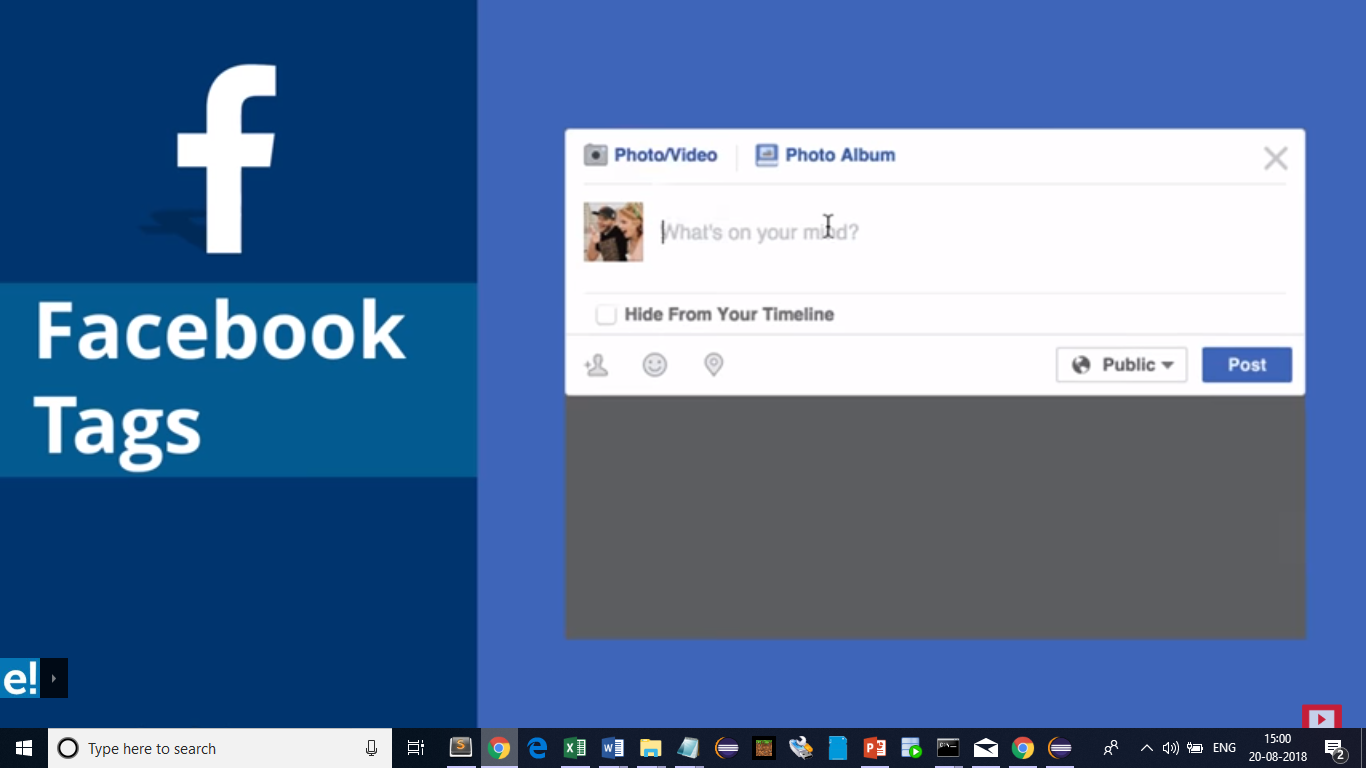 f
Facebook
Tags
Photo/Video
Photo Album
What's on your mind?
Hide From Your Timeline
Public
Post
e!
Type here to search
S
e
X
W
P
C:\_
ENG
15:00
20-08-2018
2